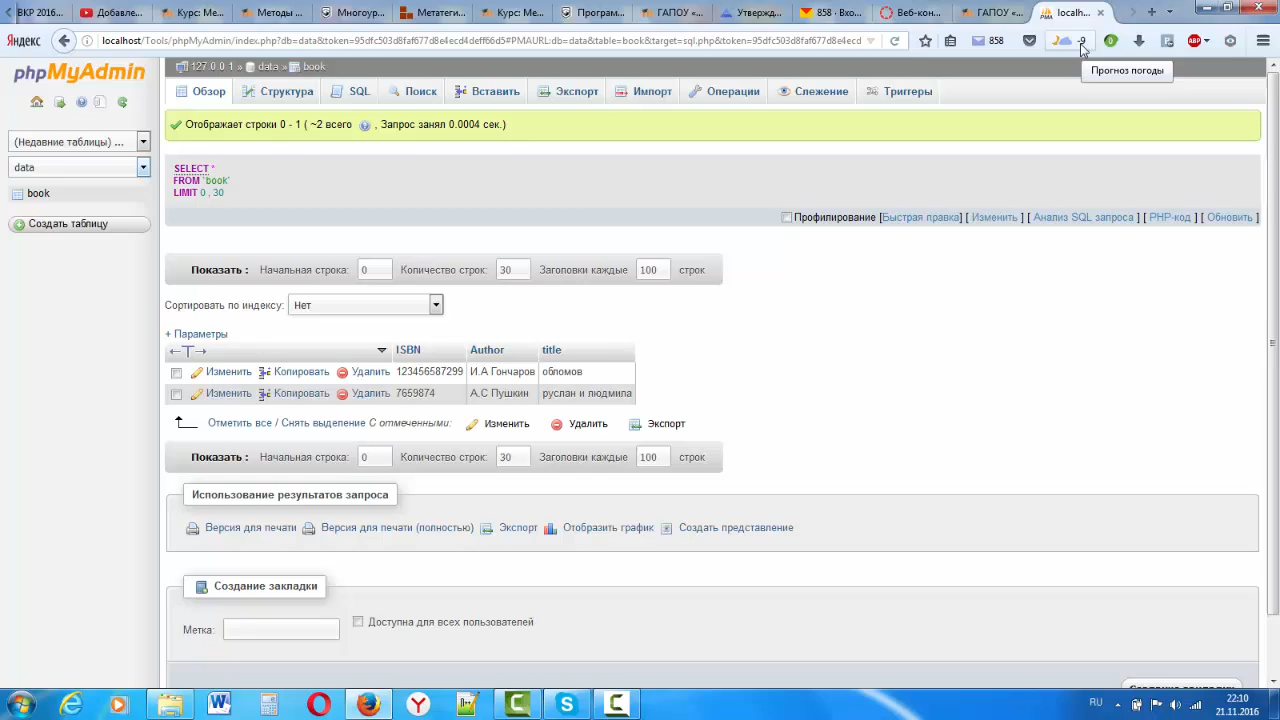 ВКР 2016... Добавле... Курс Ме... Методы ... Многоур... Метатеги... Курс Ме... Програм... ГАПОУ «... Утвержд... 858 · Вхо... Веб-кон... ГАПОУ «... localh...
Яндекс localhost/Tools/phpMyAdmin/index.php?db=data&token=95dfc503d8faf677d8e4ecd4deff66d5#PMAURL:db=data&table=book&target=sql.php&token=95dfc503d8faf677d8e4ecd 858 -9 ABP
Прогноз погоды
phpMyAdmin
127.0.0.1 » data » book
Обзор Структура SQL Поиск Вставить Экспорт Импорт Операции Слежение Триггеры
(Недавние таблицы) ...
data
book
Создать таблицу
Отображает строки 0 - 1 ( ~2 всего , Запрос занял 0.0004 сек.)
SELECT *
FROM `book`
LIMIT 0 , 30
Профилирование [Быстрая правка] [ Изменить ] [ Анализ SQL запроса ] [ PHP-код ] [ Обновить ]
Показать : Начальная строка: 0 Количество строк: 30 Заголовки каждые 100 строк
Сортировать по индексу: Нет
+ Параметры
←T→ ISBN Author title
Изменить Копировать Удалить 123456587299 И.А Гончаров обломов
Изменить Копировать Удалить 7659874 А.С Пушкин руслан и людмила
Отметить все / Снять выделение С отмеченными: Изменить Удалить Экспорт
Показать : Начальная строка: 0 Количество строк: 30 Заголовки каждые 100 строк
Использование результатов запроса
Версия для печати Версия для печати (полностью) Экспорт Отобразить график Создать представление
Создание закладки
Метка: Доступна для всех пользователей
RU 22:10
21.11.2016